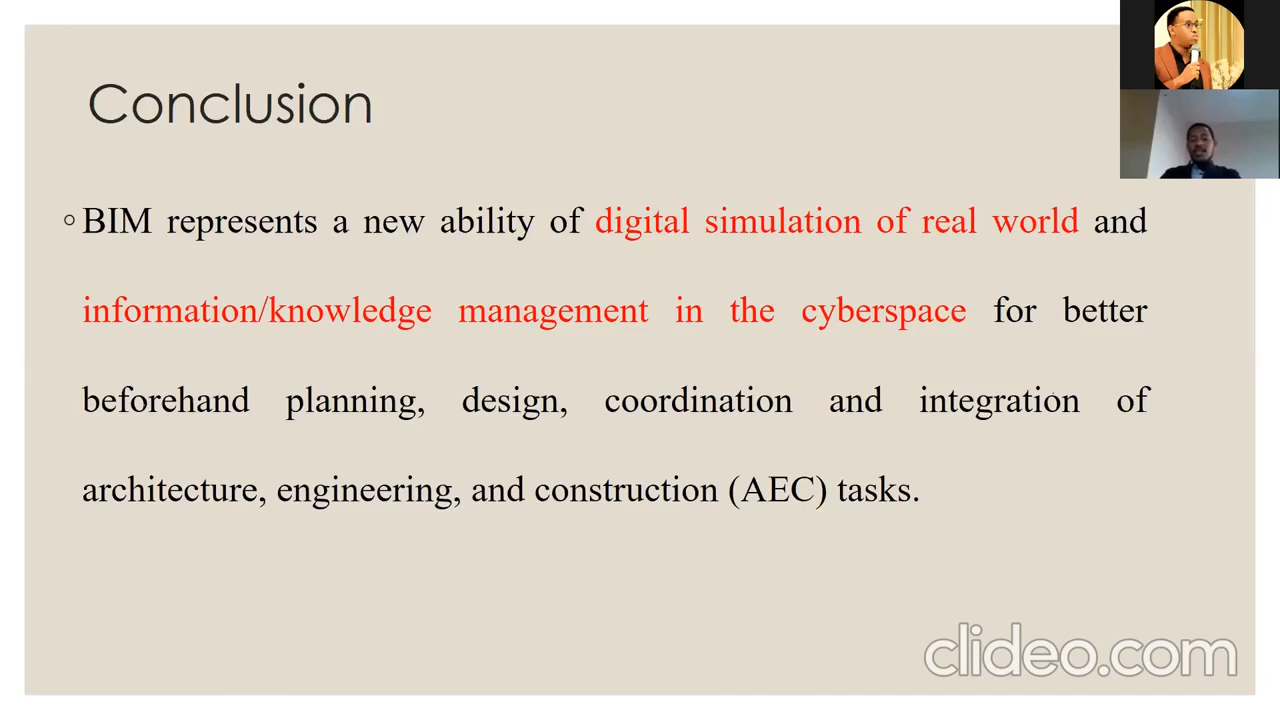 Conclusion
◦BIM represents a new ability of digital simulation of real world and
information/knowledge management in the cyberspace for better
beforehand planning, design, coordination and integration of
architecture, engineering, and construction (AEC) tasks.
clideo.com